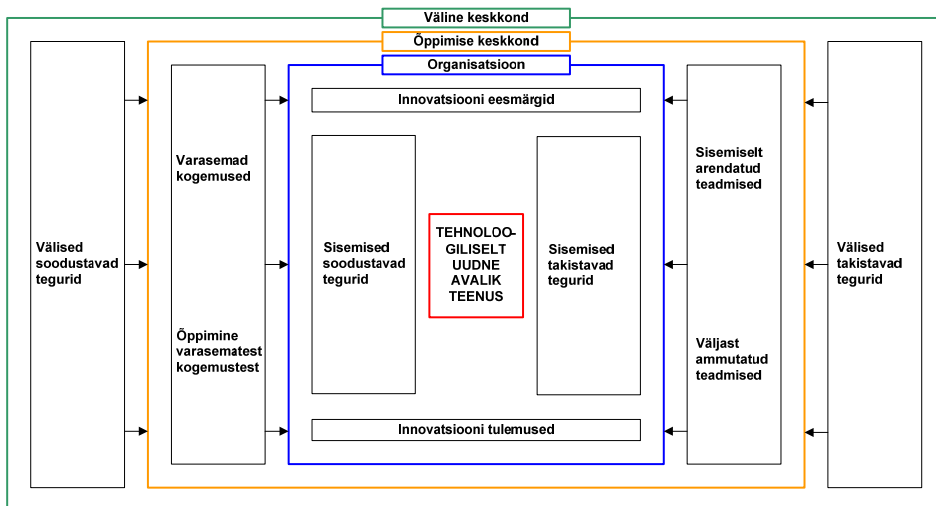 Väline keskkond
Õppimise keskkond
Organisatsioon
Innovatsiooni eesmärgid
Välised
soodustavad
tegurid
Varasemad
kogemused
Õppimine
varasematest
kogemustest
Sisemised
soodustavad
tegurid
TEHNOLOO-
GILISELT
UUDNE
AVALIK
TEENUS
Sisemised
takistavad
tegurid
Sisemiselt
arendatud
teadmised
Väljast
ammutatud
teadmised
Välised
takistavad
tegurid
Innovatsiooni tulemused